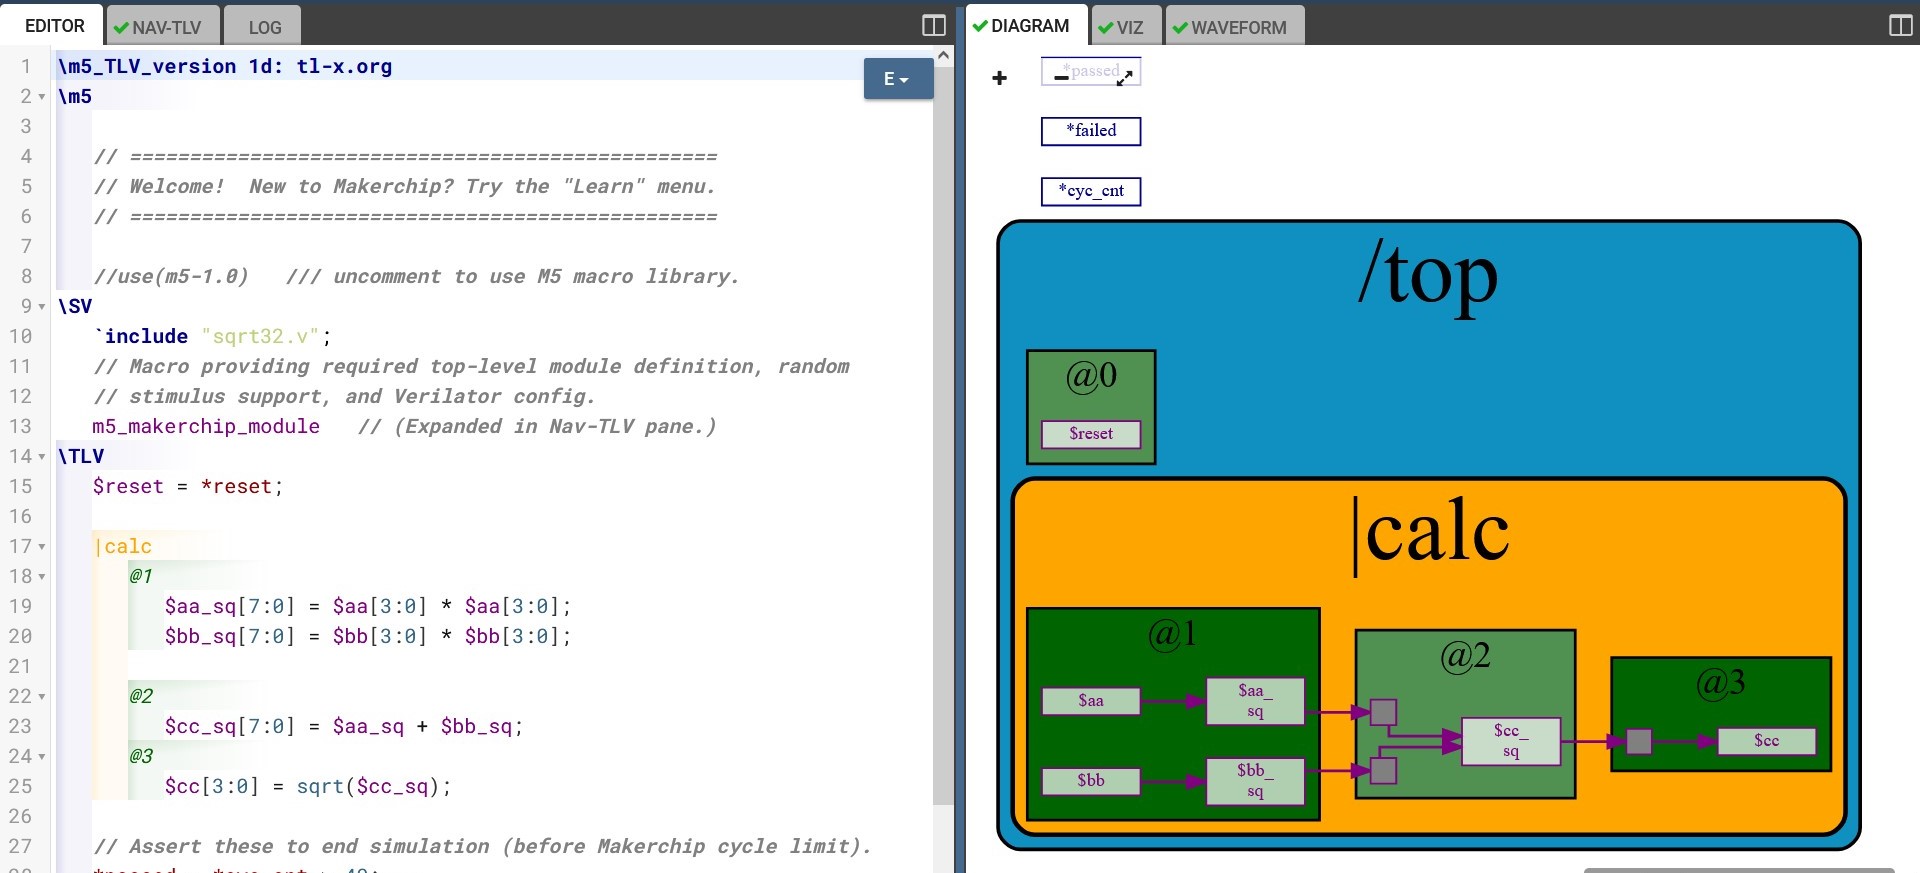 EDITOR
NAV-TLV
LOG
1 \m5_TLV_version 1d: tl-x.org
2 \m5
3
4 // =================================================
5 // Welcome!  New to Makerchip? Try the "Learn" menu.
6 // =================================================
7
8 //use(m5-1.0)   /// uncomment to use M5 macro library.
9 \SV
10 `include "sqrt32.v";
11 // Macro providing required top-level module definition, random
12 // stimulus support, and Verilator config.
13 m5_makerchip_module   // (Expanded in Nav-TLV pane.)
14 \TLV
15 $reset = *reset;
16
17 |calc
18 @1
19 $aa_sq[7:0] = $aa[3:0] * $aa[3:0];
20 $bb_sq[7:0] = $bb[3:0] * $bb[3:0];
21
22 @2
23 $cc_sq[7:0] = $aa_sq + $bb_sq;
24 @3
25 $cc[3:0] = sqrt($cc_sq);
26
27 // Assert these to end simulation (before Makerchip cycle limit).
E
DIAGRAM
VIZ
WAVEFORM
*passed
*failed
*cyc_cnt
/top
@0
$reset
|calc
@1
$aa
$aa_
sq
$bb
$bb_
sq
@2
$cc_
sq
@3
$cc